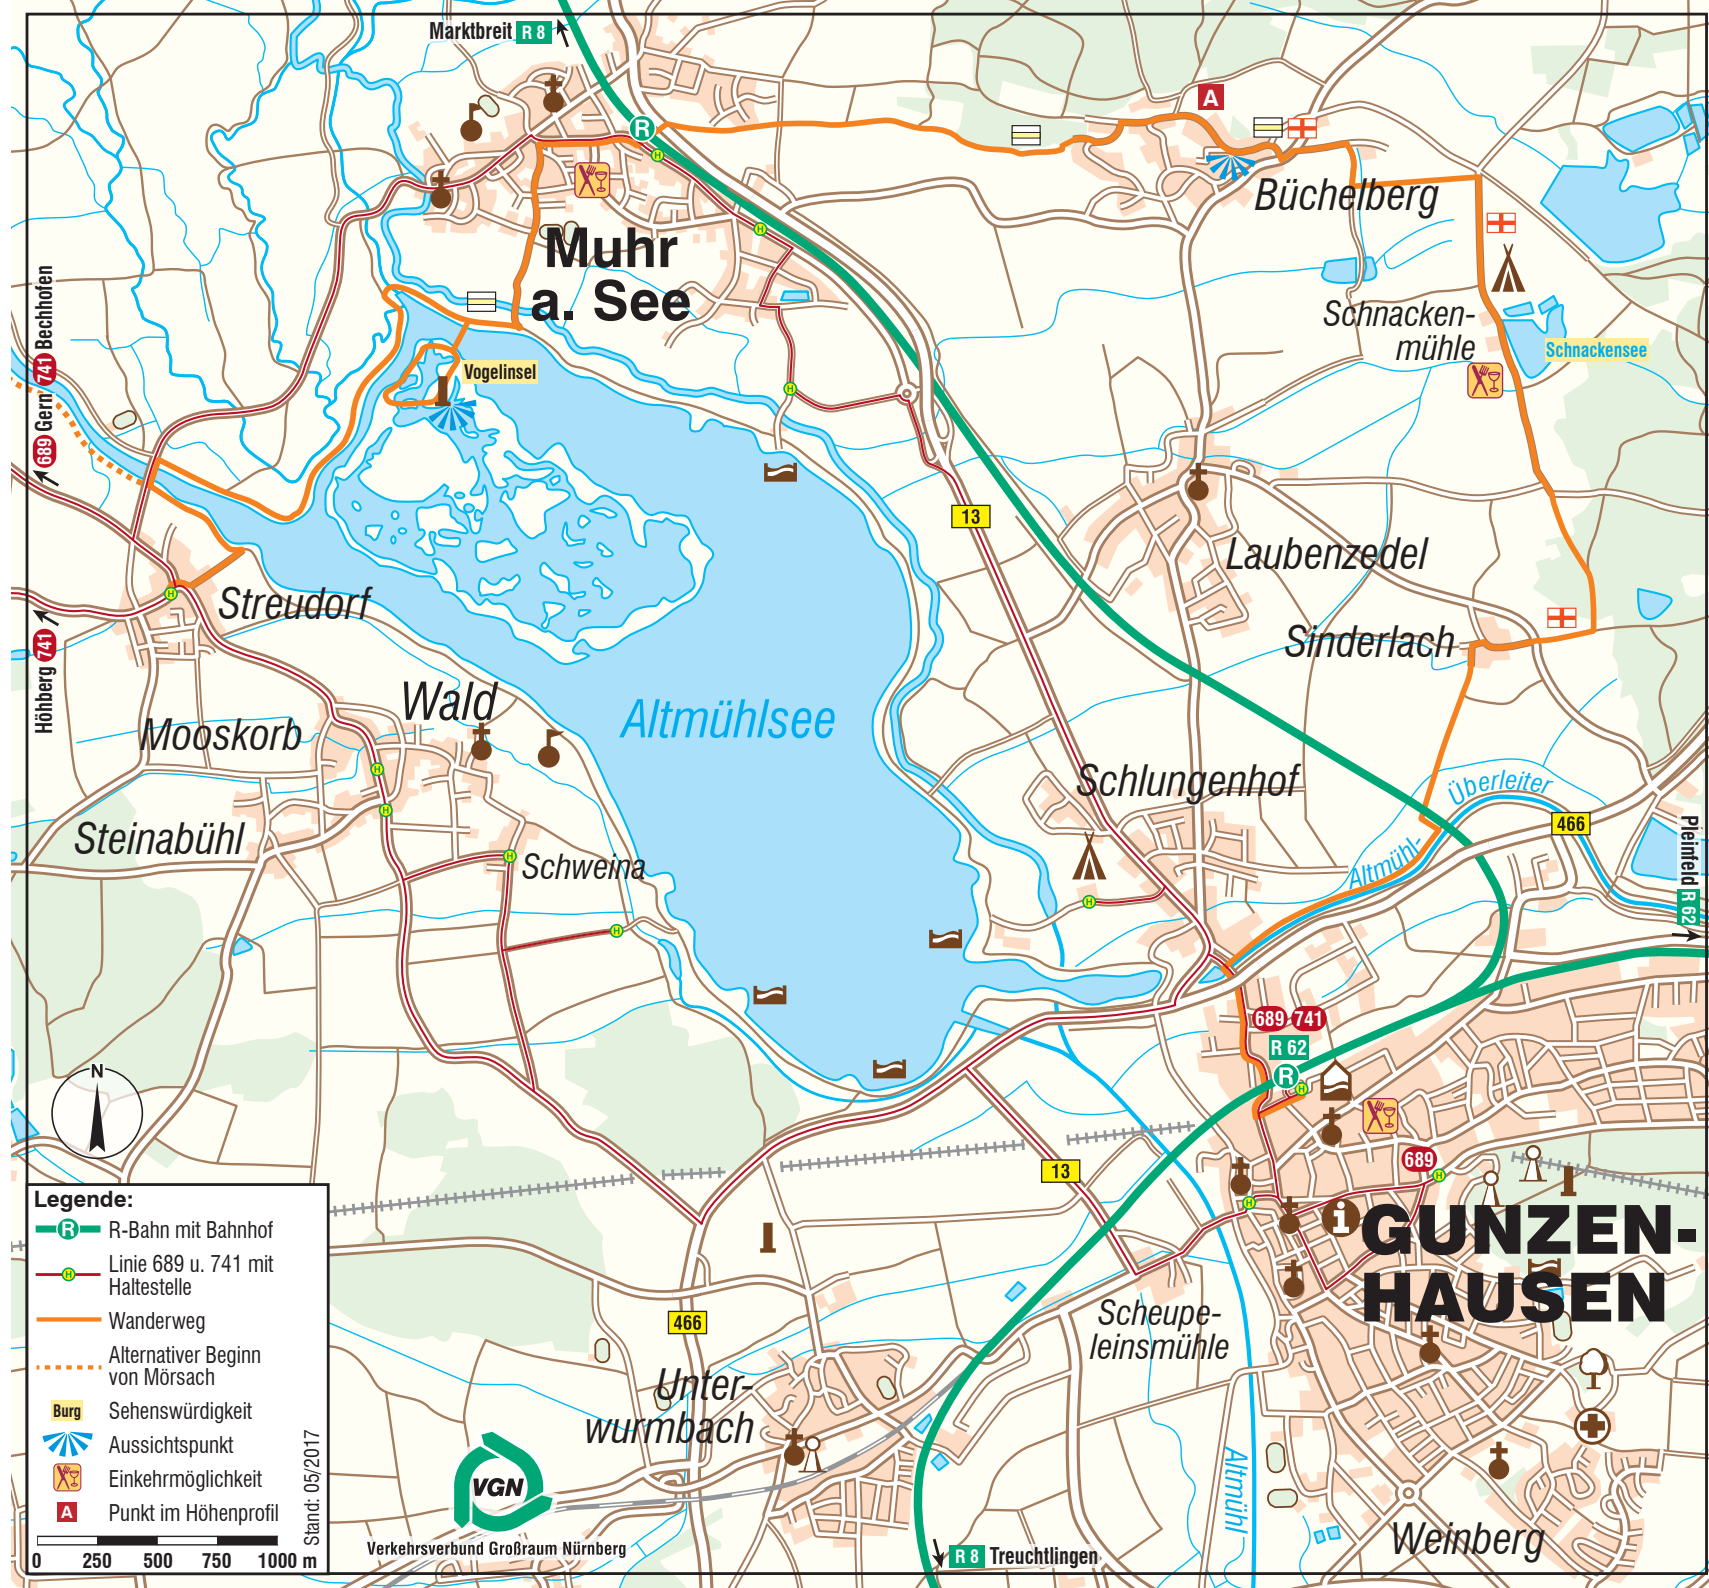 Marktbreit R 8
R
A
Büchelberg
Muhr
a. See
Schnacken-
mühle
Schnackensee
Vogelinsel
689 Gern 741 Bechhofen
13
Laubenzedel
Streudorf
Sinderlach
Höhberg 741
Wald
Mooskorb
Altmühlsee
Schlungenhof
Überleiter
Altmühl-
466
Pleinfeld R 62
Steinabühl
Schweina
689 741
R 62
R
N
13
689
i GUNZEN-
HAUSEN
Scheupe-
leinsmühle
466
Unter-
wurmbach
Altmühl
Weinberg
R 8 Treuchtlingen
VGN
Verkehrsverbund Großraum Nürnberg
Legende:
R R-Bahn mit Bahnhof
H Linie 689 u. 741 mit
Haltestelle
Wanderweg
Alternativer Beginn
von Mörsach
Burg Sehenswürdigkeit
Aussichtspunkt
Einkehrmöglichkeit
A Punkt im Höhenprofil
0 250 500 750 1000 m
Stand: 05/2017
H
H
H
H
H
H
H
H
H
H
H
H
H